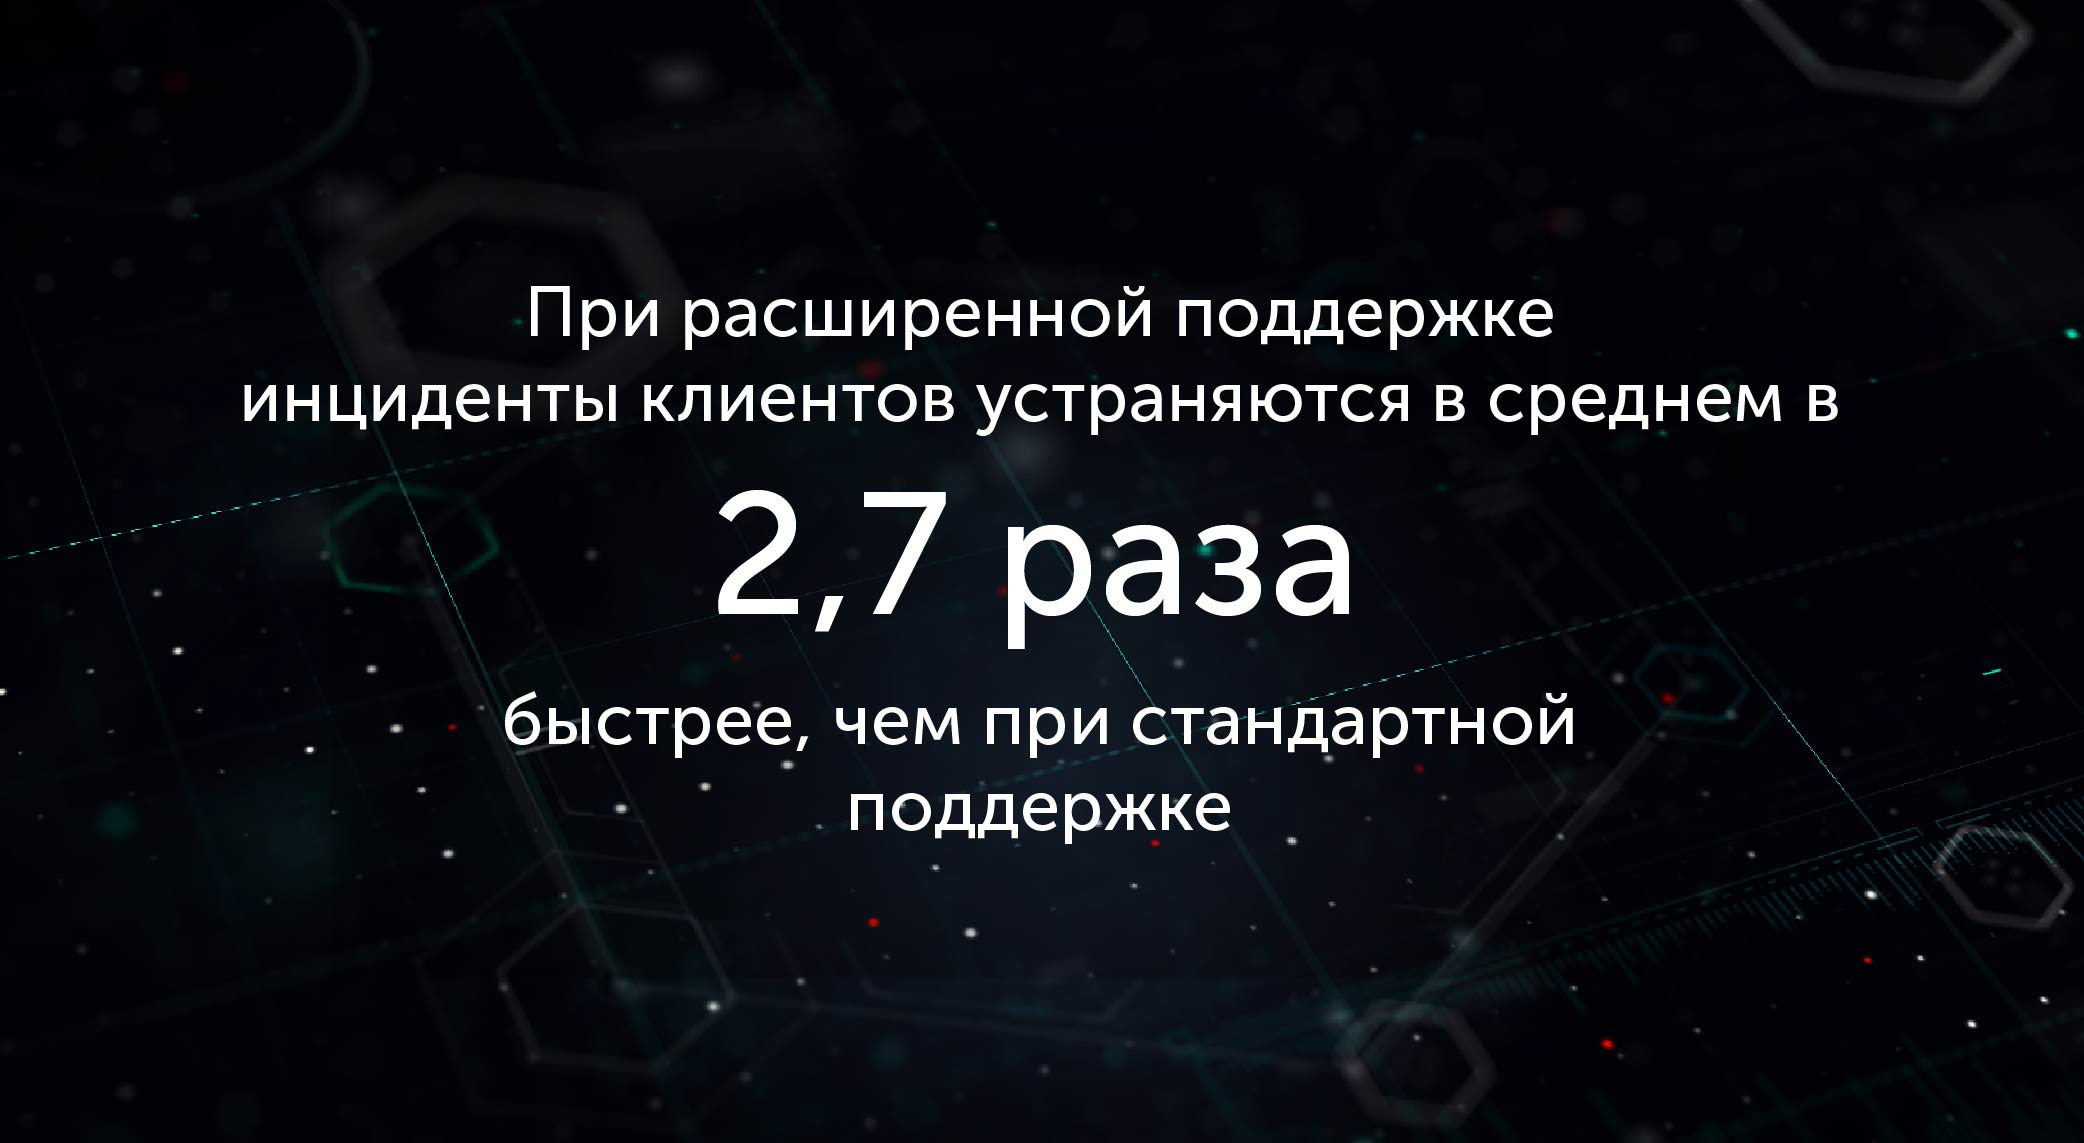 При расширенной поддержке
инциденты клиентов устраняются в среднем в
2,7 раза
быстрее, чем при стандартной
поддержке